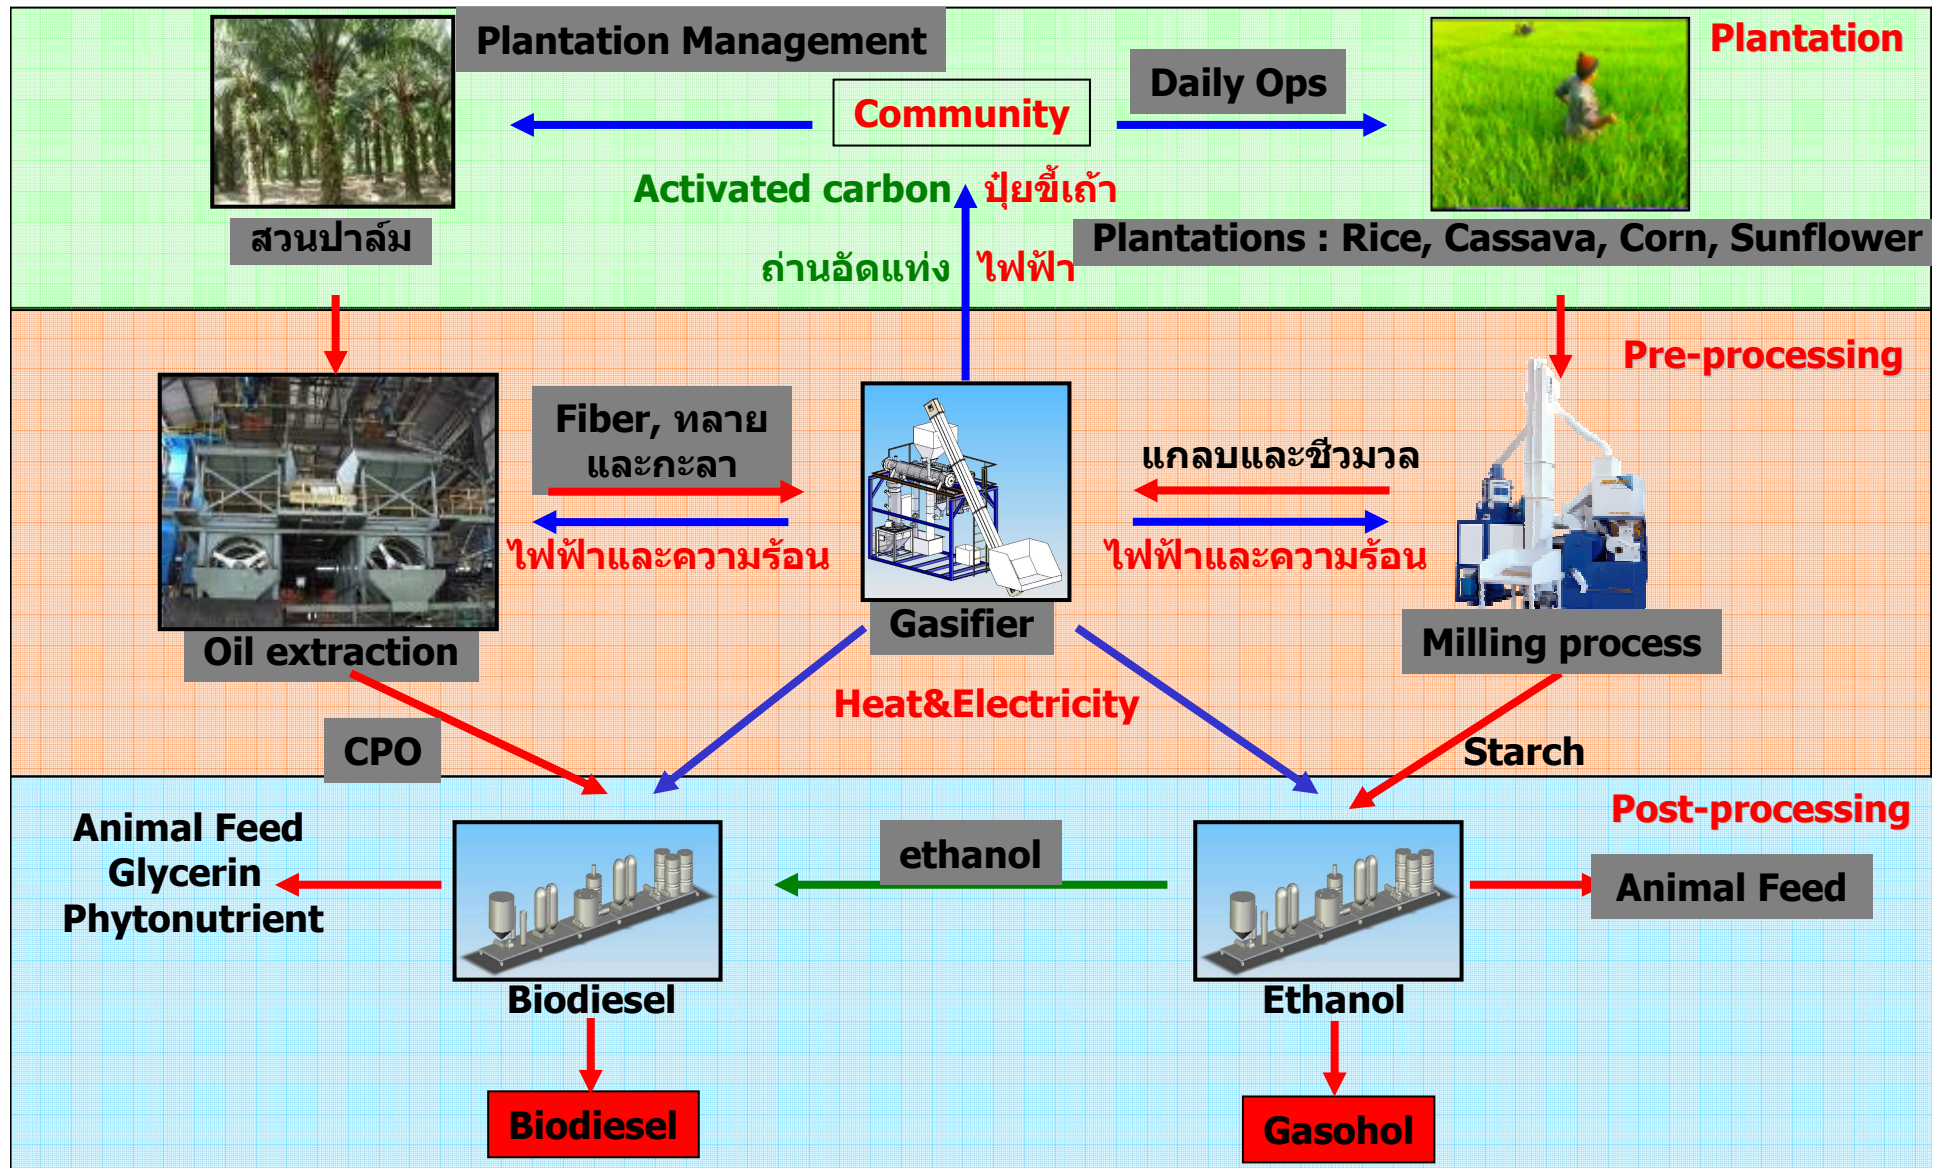 Plantation Management
Plantation
Daily Ops
Community
Activated carbon
ปุ๋ยขี้เถ้า
สวนปาล์ม
Plantations : Rice, Cassava, Corn, Sunflower
ถ่านอัดแท่ง
ไฟฟ้า
Pre-processing
Fiber, ทลาย
และกะลา
แกลบและชีวมวล
ไฟฟ้าและความร้อน
ไฟฟ้าและความร้อน
Gasifier
Oil extraction
Milling process
Heat&Electricity
CPO
Starch
Post-processing
Animal Feed
Glycerin
Phytonutrient
ethanol
Animal Feed
Biodiesel
Ethanol
Biodiesel
Gasohol